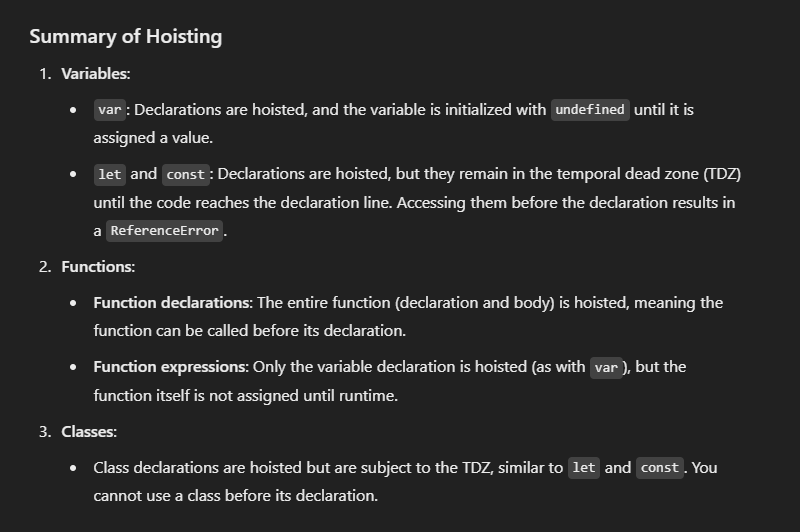 Summary of Hoisting
1. Variables:
• var: Declarations are hoisted, and the variable is initialized with undefined until it is
assigned a value.
• let and const: Declarations are hoisted, but they remain in the temporal dead zone (TDZ)
until the code reaches the declaration line. Accessing them before the declaration results in
a ReferenceError.
2. Functions:
• Function declarations: The entire function (declaration and body) is hoisted, meaning the
function can be called before its declaration.
• Function expressions: Only the variable declaration is hoisted (as with var), but the
function itself is not assigned until runtime.
3. Classes:
• Class declarations are hoisted but are subject to the TDZ, similar to let and const. You
cannot use a class before its declaration.